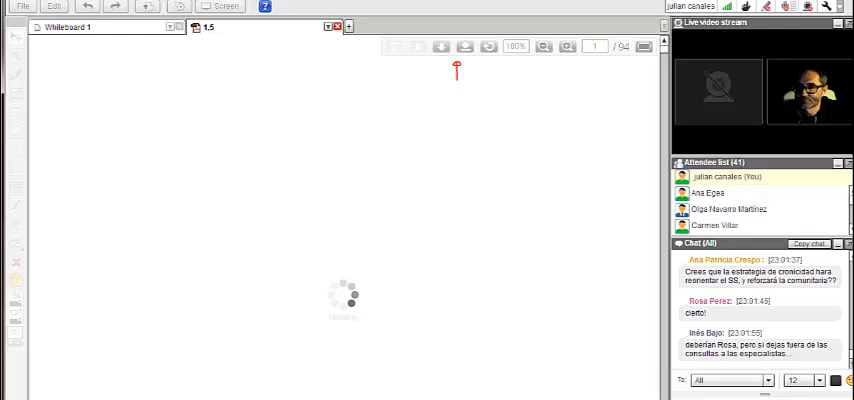 File Edit Screen ?
julian canales
Whiteboard 1
1,5
100% 1 / 94
Loading...
Live video stream
Attendee list (41)
julian canales (You)
Ana Egea
Olga Navarro Martínez
Carmen Villar
Chat (All)
Copy chat
Ana Patricia Crespo : [23:01:37]
Crees que la estrategia de cronicidad hara
reorientar el SS, y reforzará la comunitaria??
Rosa Perez: [23:01:45]
cierto!
Inés Bajo: [23:01:55]
deberían Rosa, pero si dejas fuera de las
consultas a las especialistas...
To: All 12